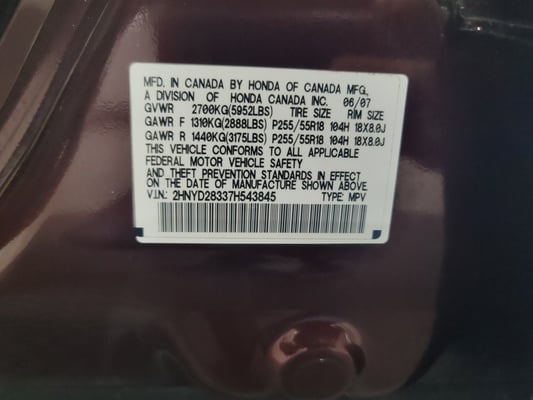 MFD. IN CANADA BY HONDA OF CANADA MFG.,
A DIVISION OF HONDA CANADA INC. 06/07
GVWR 2700KG(5952LBS) TIRE SIZE RIM SIZE
GAWR F 1310KG(2888LBS) P255/55R18 104H 18X8.0J
GAWR R 1440KG(3175LBS) P255/55R18 104H 18X8.0J
THIS VEHICLE CONFORMS TO ALL APPLICABLE
FEDERAL MOTOR VEHICLE SAFETY
AND THEFT PREVENTION STANDARDS IN EFFECT
ON THE DATE OF MANUFACTURE SHOWN ABOVE.
V.I.N.: 2HNYD28337H543845 TYPE: MPV